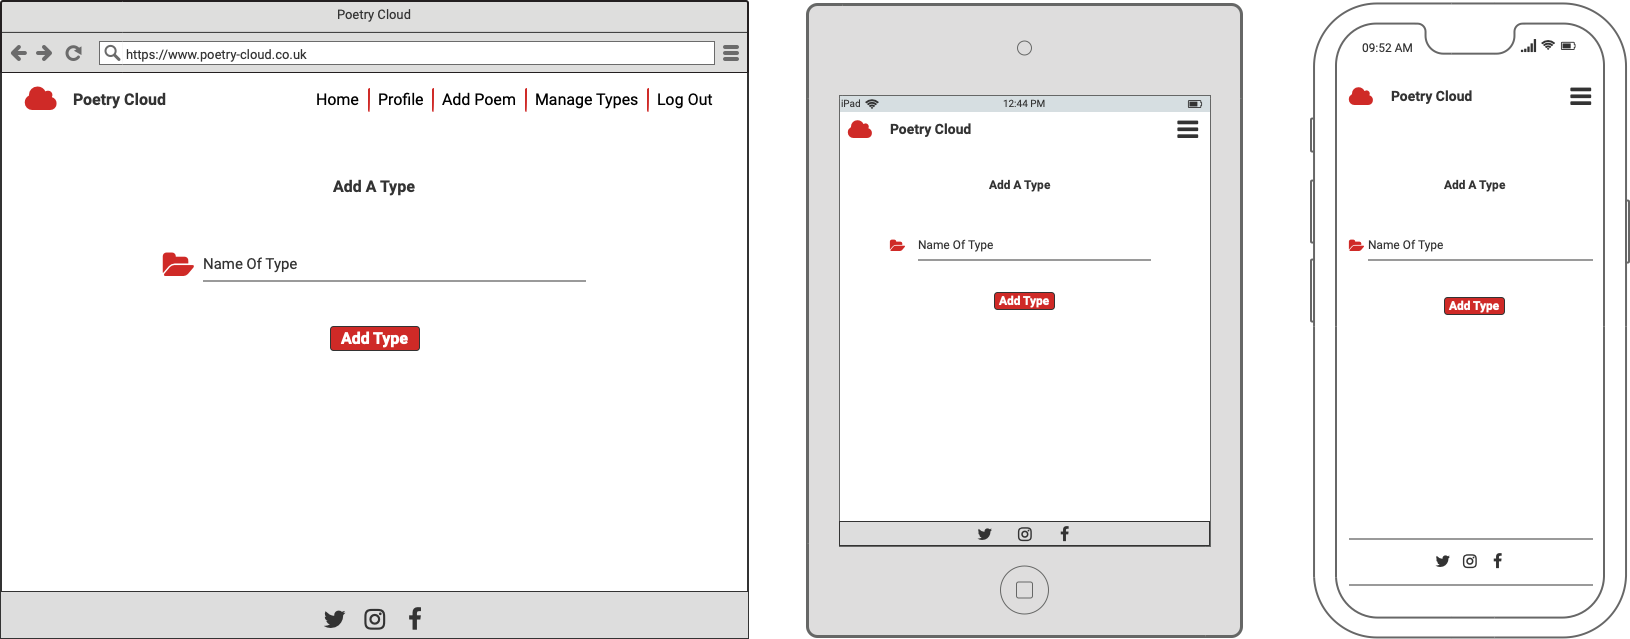 Poetry Cloud
https://www.poetry-cloud.co.uk
Poetry Cloud
Home Profile Add Poem Manage Types Log Out
Add A Type
Name Of Type
Add Type
iPad 12:44 PM
Poetry Cloud
Add A Type
Name Of Type
Add Type
09:52 AM
Poetry Cloud
Add A Type
Name Of Type
Add Type